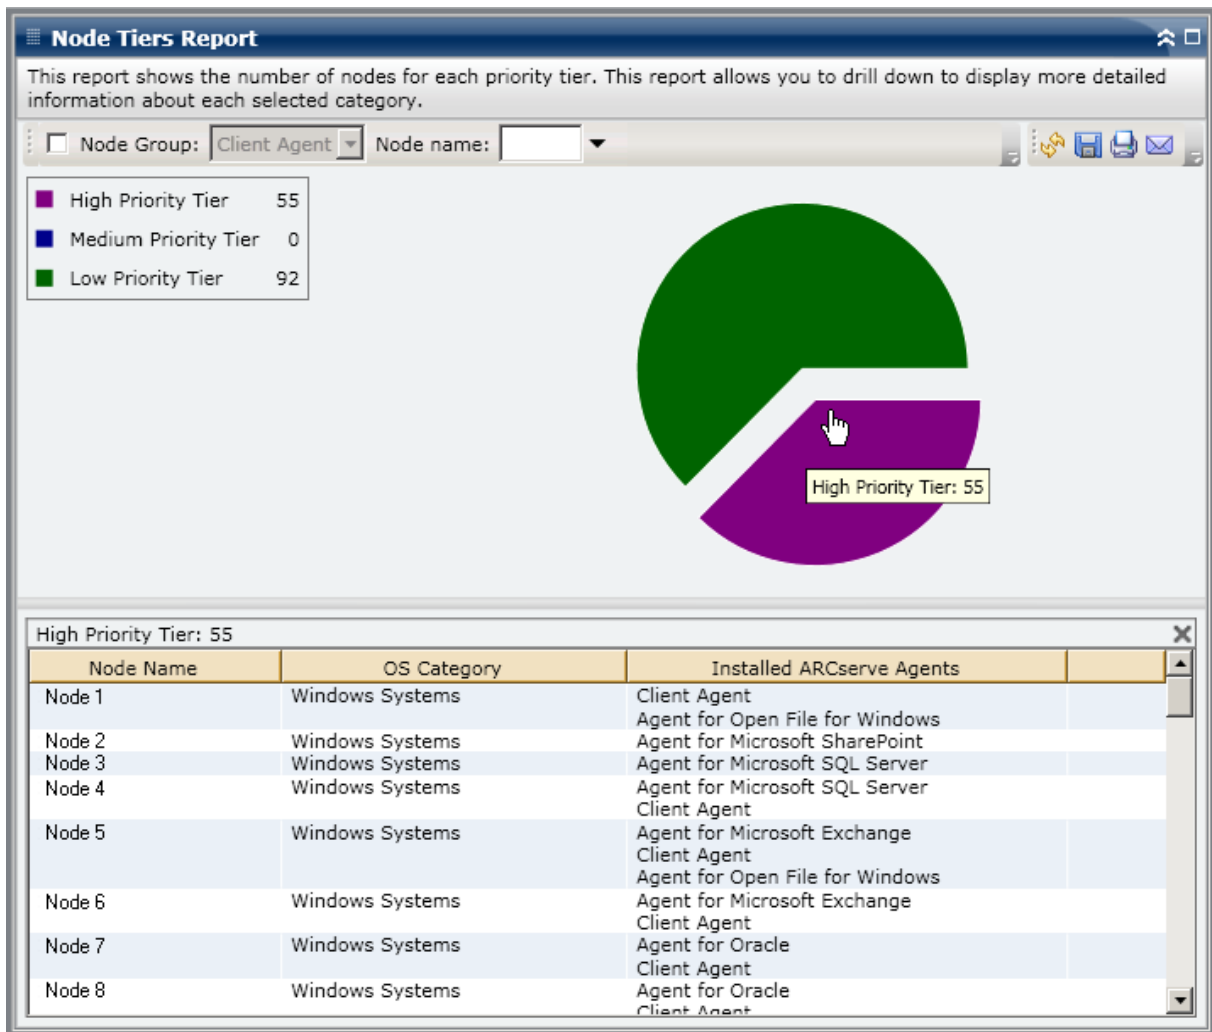 Node Tiers Report
This report shows the number of nodes for each priority tier. This report allows you to drill down to display more detailed
information about each selected category.
Node Group: Client Agent Node name:
High Priority Tier 55
Medium Priority Tier 0
Low Priority Tier 92
High Priority Tier: 55
High Priority Tier: 55
Node Name OS Category Installed ARCserve Agents
Node 1 Windows Systems Client Agent
Agent for Open File for Windows
Node 2 Windows Systems Agent for Microsoft SharePoint
Node 3 Windows Systems Agent for Microsoft SQL Server
Node 4 Windows Systems Agent for Microsoft SQL Server
Client Agent
Node 5 Windows Systems Agent for Microsoft Exchange
Client Agent
Agent for Open File for Windows
Node 6 Windows Systems Agent for Microsoft Exchange
Client Agent
Node 7 Windows Systems Agent for Oracle
Client Agent
Node 8 Windows Systems Agent for Oracle
Client Agent